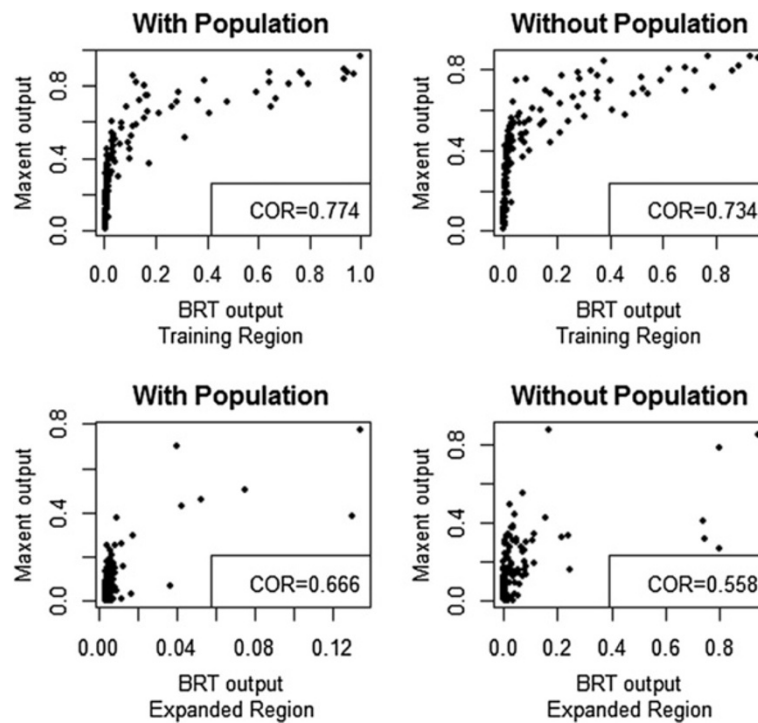 With Population
Maxent output
0.0 0.4 0.8
COR=0.774
0.0 0.2 0.4 0.6 0.8 1.0
BRT output
Training Region
Without Population
Maxent output
0.0 0.4 0.8
COR=0.734
0.0 0.2 0.4 0.6 0.8
BRT output
Training Region
With Population
Maxent output
0.0 0.4 0.8
COR=0.666
0.00 0.04 0.08 0.12
BRT output
Expanded Region
Without Population
Maxent output
0.0 0.4 0.8
COR=0.558
0.0 0.2 0.4 0.6 0.8
BRT output
Expanded Region